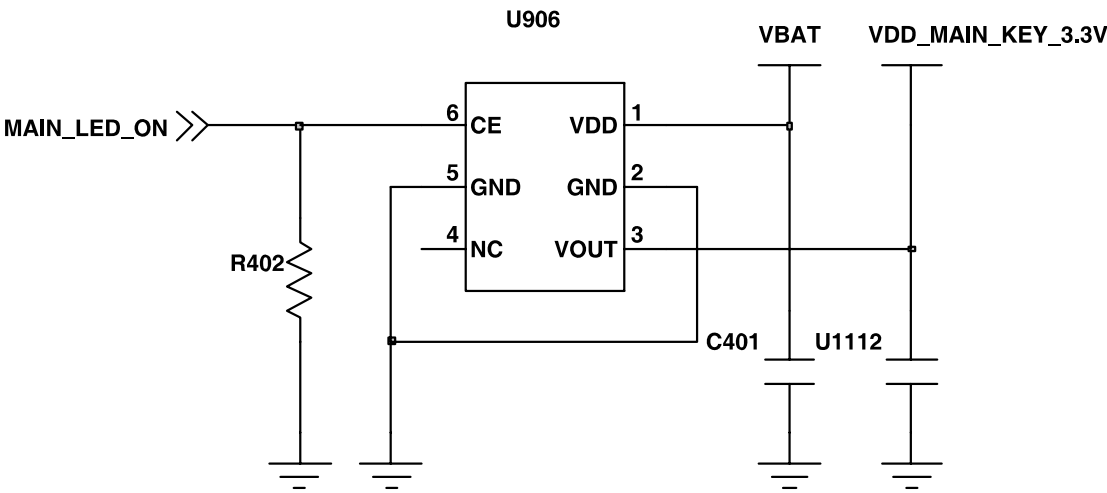 U906
VBAT VDD_MAIN_KEY_3.3V
MAIN_LED_ON 6 CE VDD 1
5 GND GND 2
4 NC VOUT 3
R402
C401 U1112